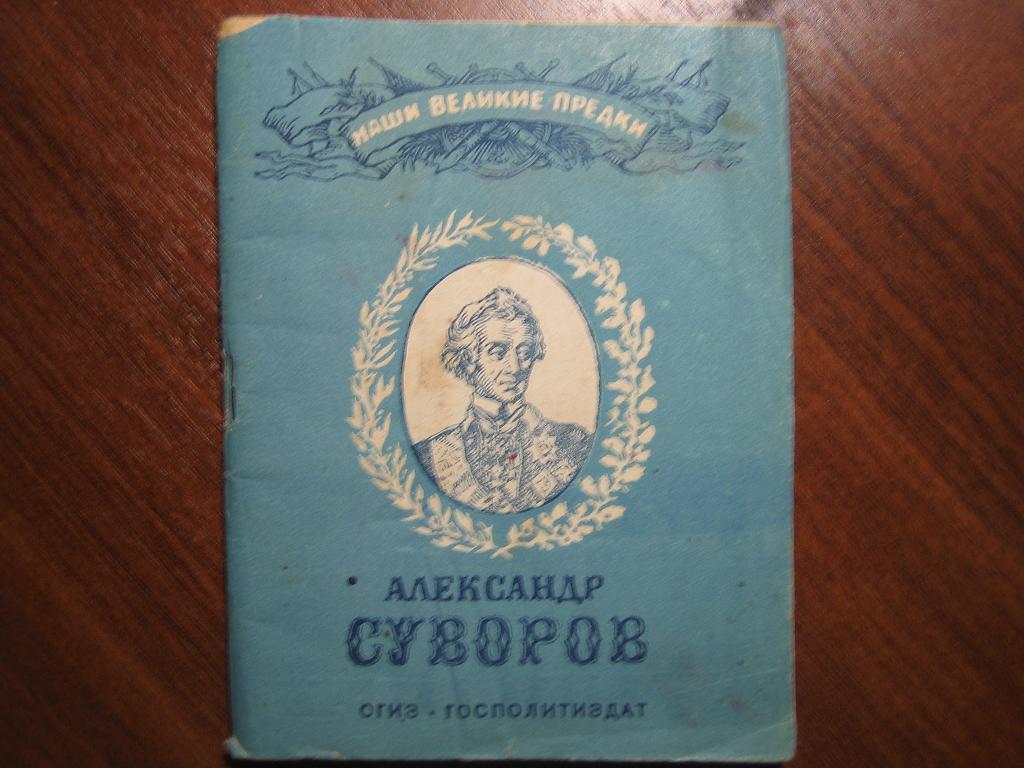 НАШИ ВЕЛИКИЕ ПРЕДКИ
АЛЕКСАНДР
СУВОРОВ
ОГИЗ - ГОСПОЛИТИЗДАТ